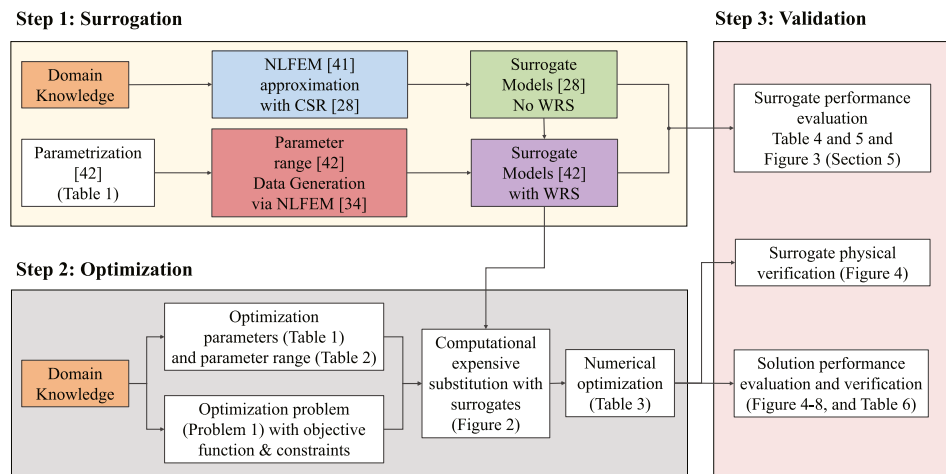 Step 1: Surrogation
Domain
Knowledge
NLFEM [41]
approximation
with CSR [28]
Surrogate
Models [28]
No WRS
Parametrization
[42]
(Table 1)
Parameter
range [42]
Data Generation
via NLFEM [34]
Surrogate
Models [42]
with WRS
Step 2: Optimization
Domain
Knowledge
Optimization
parameters (Table 1)
and parameter range (Table 2)
Optimization problem
(Problem 1) with objective
function & constraints
Computational
expensive
substitution with
surrogates
(Figure 2)
Numerical
optimization
(Table 3)
Step 3: Validation
Surrogate performance
evaluation
Table 4 and 5 and
Figure 3 (Section 5)
Surrogate physical
verification (Figure 4)
Solution performance
evaluation and verification
(Figure 4-8, and Table 6)